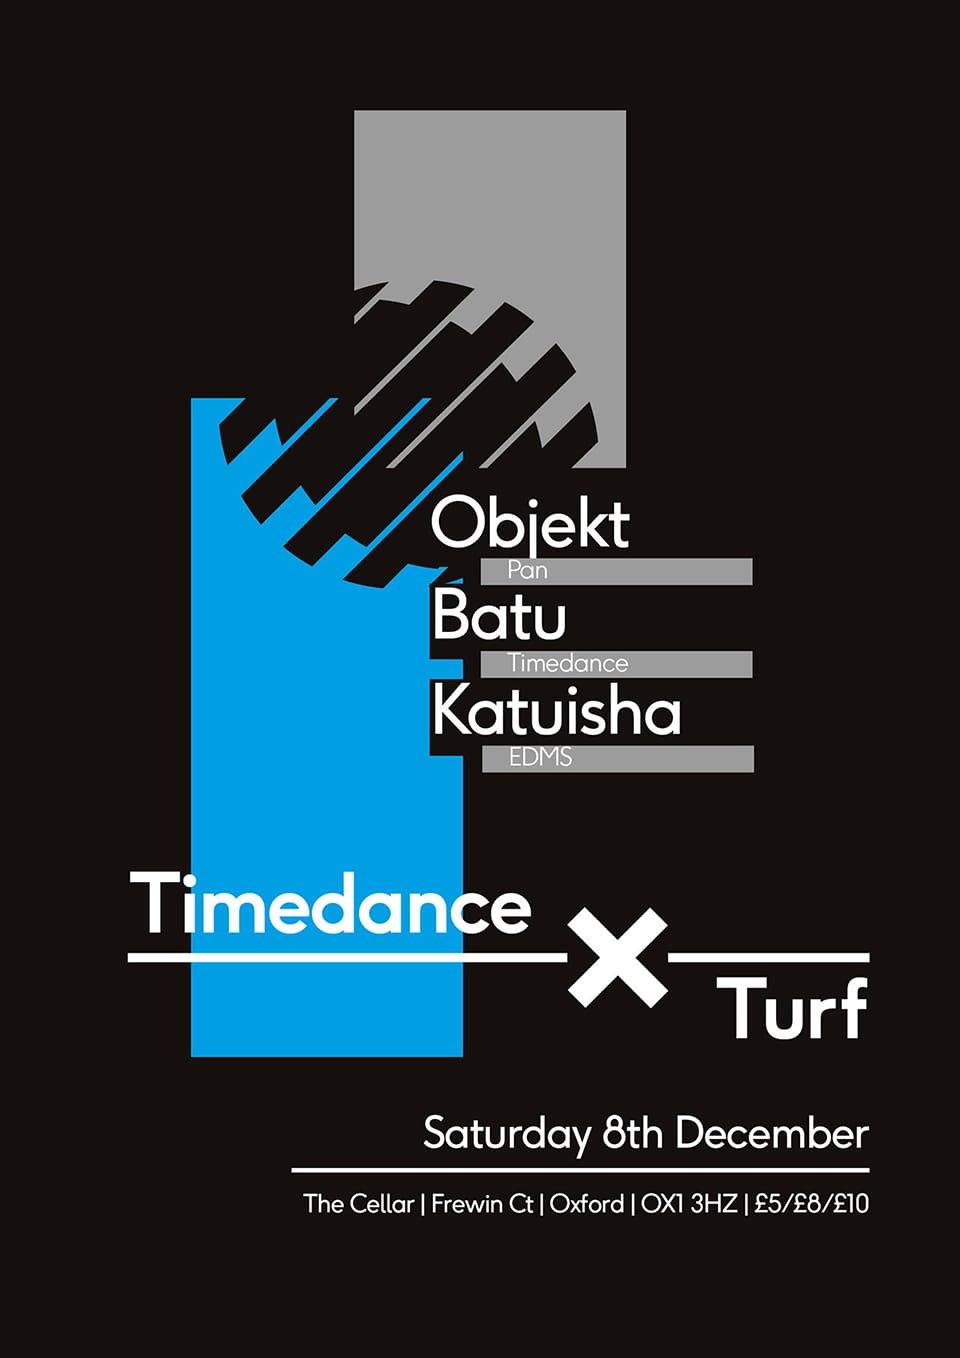 Objekt
Pan
Batu
Timedance
Katuisha
EDMS
Timedance
×
Turf
Saturday 8th December
The Cellar | Frewin Ct | Oxford | OX1 3HZ | £5/£8/£10